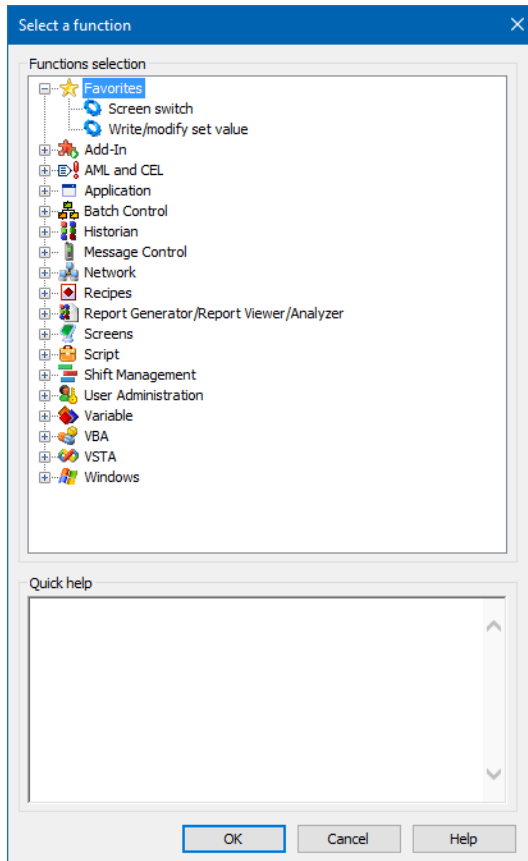 Select a function
Functions selection
Favorites
Screen switch
Write/modify set value
Add-In
AML and CEL
Application
Batch Control
Historian
Message Control
Network
Recipes
Report Generator/Report Viewer/Analyzer
Screens
Script
Shift Management
User Administration
Variable
VBA
VSTA
Windows
Quick help
OK Cancel Help